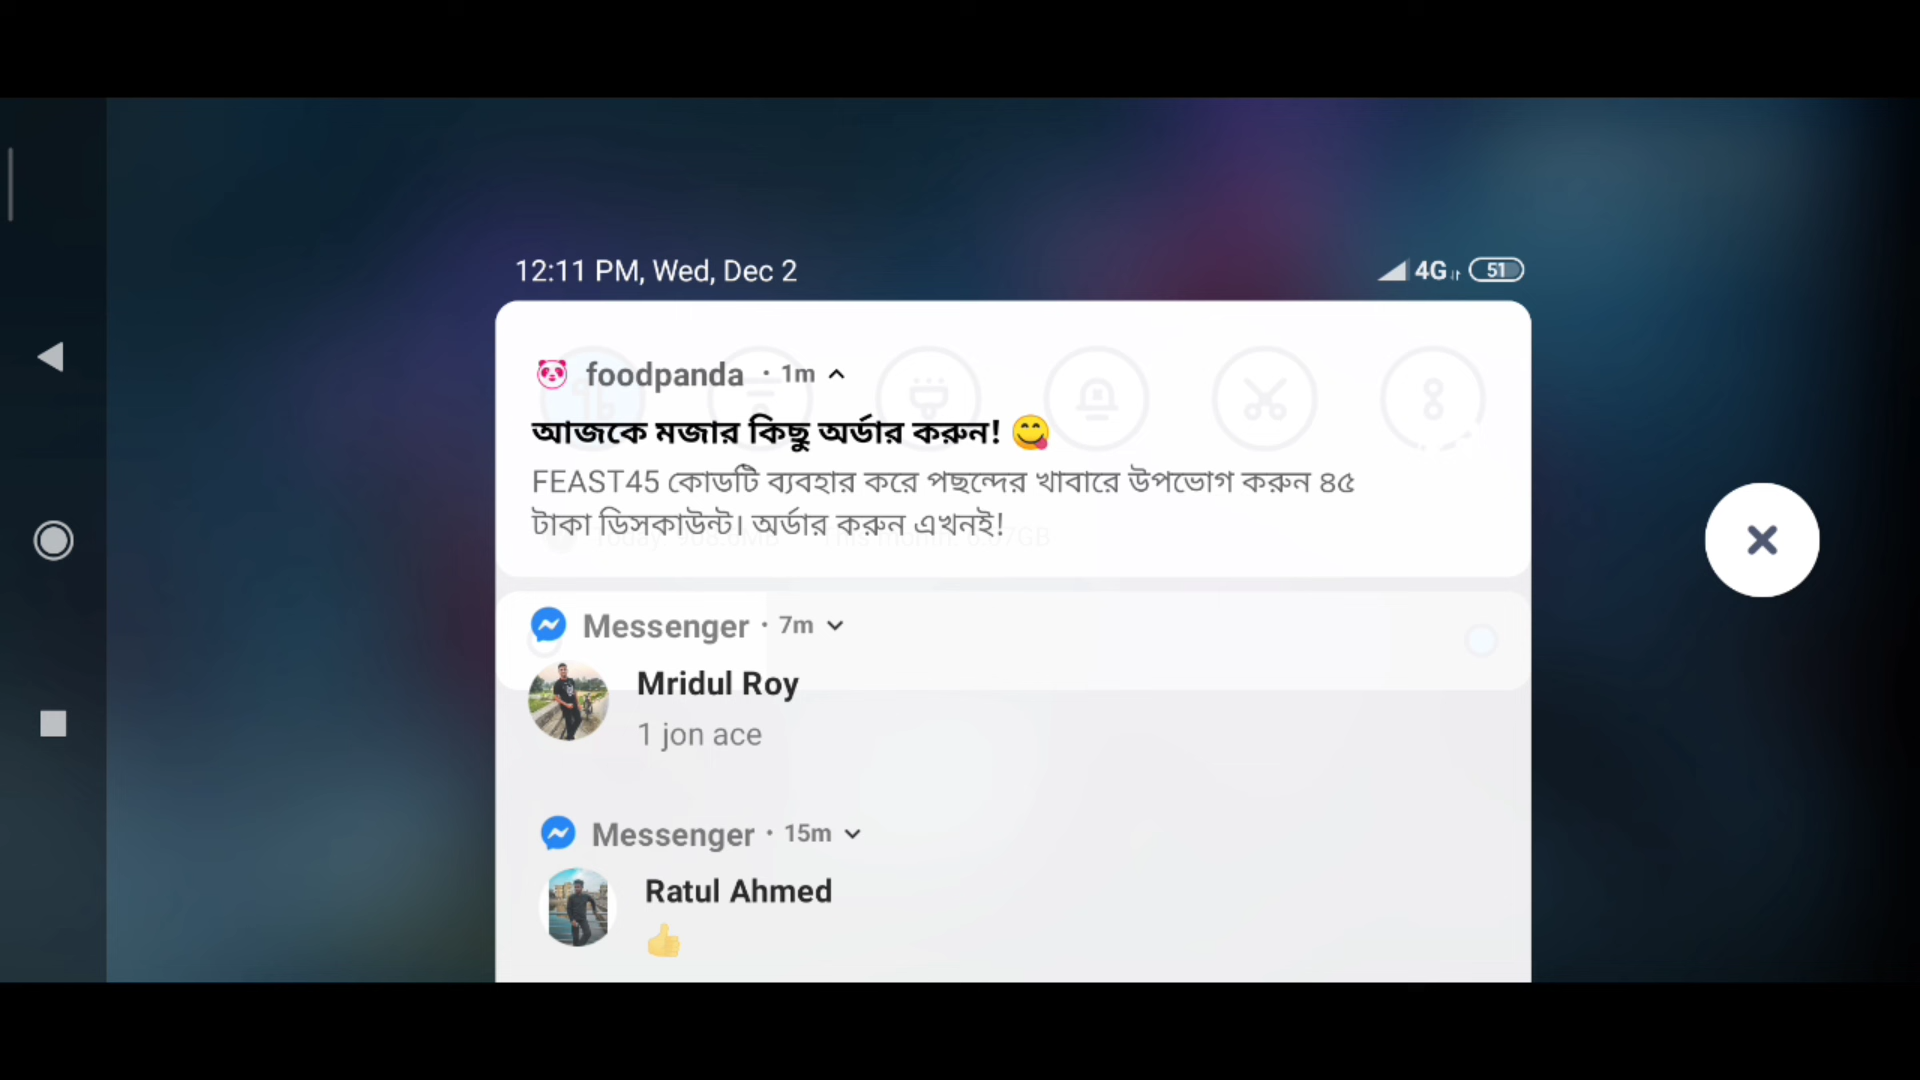 12:11 PM, Wed, Dec 2
4G 51
foodpanda · 1m
আজকে মজার কিছু অর্ডার করুন! 😋
FEAST45 কোডটি ব্যবহার করে পছন্দের খাবারে উপভোগ করুন ৪৫
টাকা ডিসকাউন্ট। অর্ডার করুন এখনই!
Messenger · 7m
Mridul Roy
1 jon ace
Messenger · 15m
Ratul Ahmed
👍